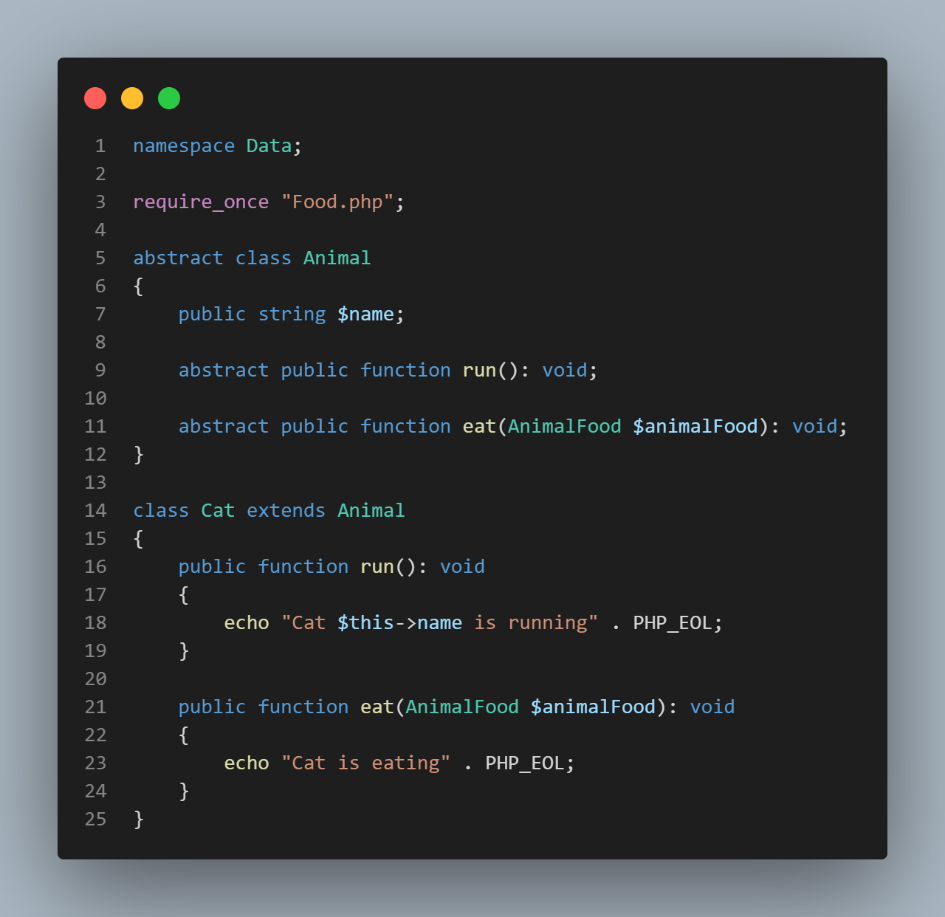 1 namespace Data;
2
3 require_once "Food.php";
4
5 abstract class Animal
6 {
7     public string $name;
8
9     abstract public function run(): void;
10
11     abstract public function eat(AnimalFood $animalFood): void;
12 }
13
14 class Cat extends Animal
15 {
16     public function run(): void
17     {
18         echo "Cat $this->name is running" . PHP_EOL;
19     }
20
21     public function eat(AnimalFood $animalFood): void
22     {
23         echo "Cat is eating" . PHP_EOL;
24     }
25 }